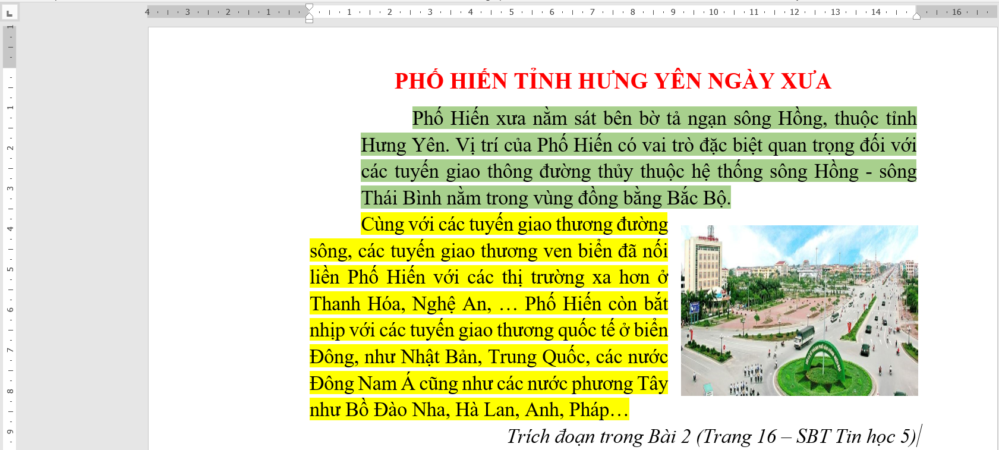 4 3 2 1 1 2 3 4 5 6 7 8 9 10 11 12 13 14 16
1
1
2
3
4
5
6
7
8
9
PHỐ HIẾN TỈNH HƯNG YÊN NGÀY XƯA
Phố Hiến xưa nằm sát bên bờ tả ngạn sông Hồng, thuộc tỉnh
Hưng Yên. Vị trí của Phố Hiến có vai trò đặc biệt quan trọng đối với
các tuyến giao thông đường thủy thuộc hệ thống sông Hồng - sông
Thái Bình nằm trong vùng đồng bằng Bắc Bộ.
Cùng với các tuyến giao thương đường
sông, các tuyến giao thương ven biển đã nối
liền Phố Hiến với các thị trường xa hơn ở
Thanh Hóa, Nghệ An, … Phố Hiến còn bắt
nhịp với các tuyến giao thương quốc tế ở biển
Đông, như Nhật Bản, Trung Quốc, các nước
Đông Nam Á cũng như các nước phương Tây
như Bồ Đào Nha, Hà Lan, Anh, Pháp…
Trích đoạn trong Bài 2 (Trang 16 – SBT Tin học 5)